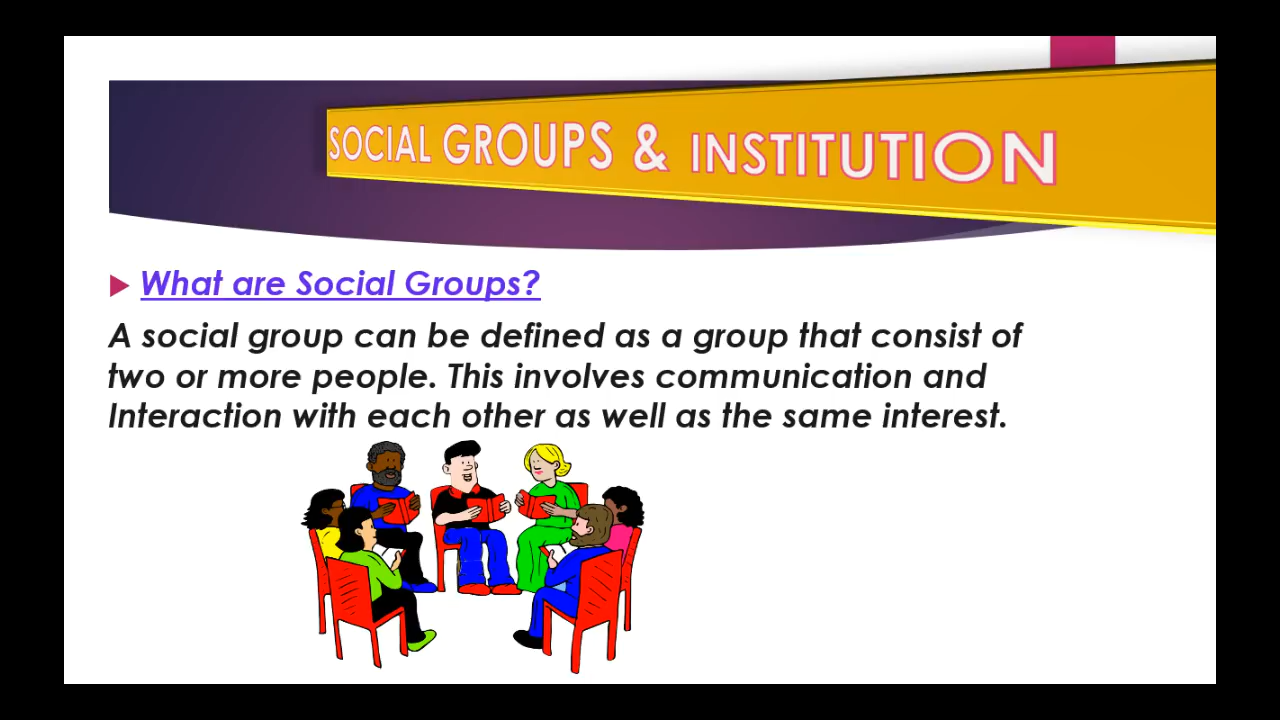 SOCIAL GROUPS & INSTITUTION
What are Social Groups?
A social group can be defined as a group that consist of
two or more people. This involves communication and
Interaction with each other as well as the same interest.